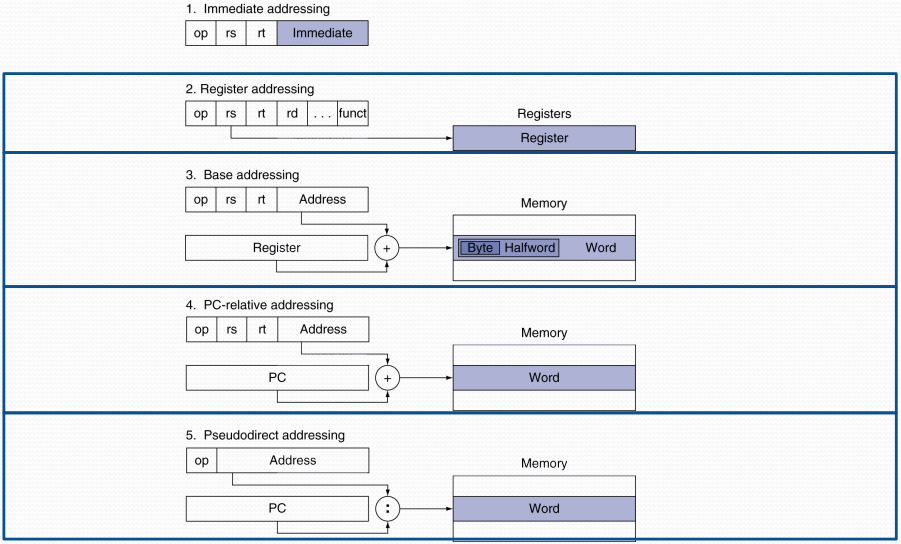 1. Immediate addressing
op rs rt Immediate
2. Register addressing
op rs rt rd . . . funct
Registers
Register
3. Base addressing
op rs rt Address
Memory
Register
+
Byte Halfword Word
4. PC-relative addressing
op rs rt Address
Memory
PC
+
Word
5. Pseudodirect addressing
op Address
Memory
PC
:
Word